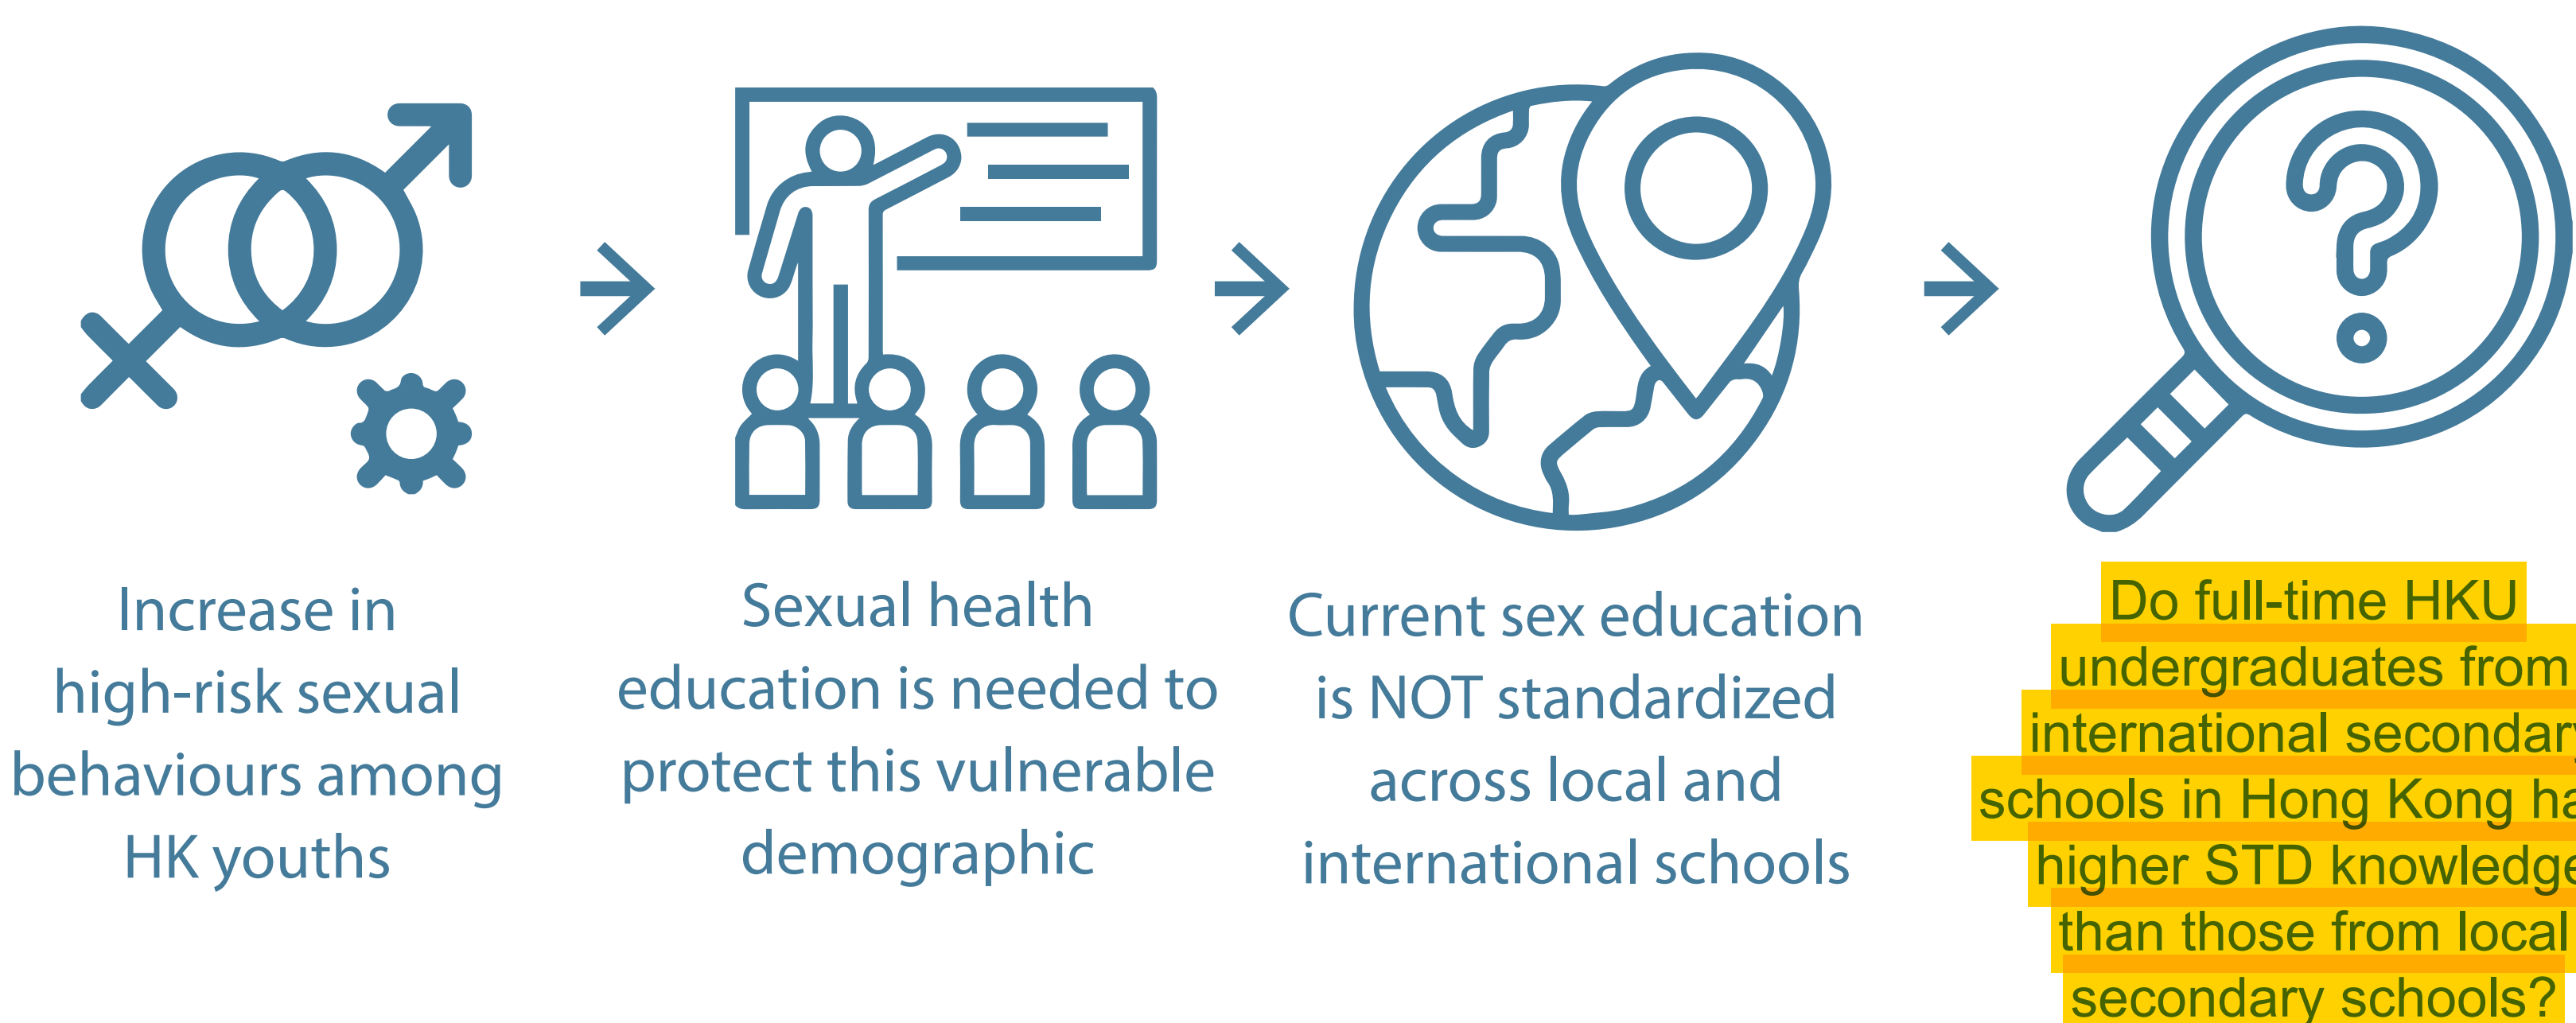 Increase in
high-risk sexual
behaviours among
HK youths
Sexual health
education is needed to
protect this vulnerable
demographic
Current sex education
is NOT standardized
across local and
international schools
Do full-time HKU
undergraduates from
international secondary
schools in Hong Kong ha
higher STD knowledge
than those from local
secondary schools?